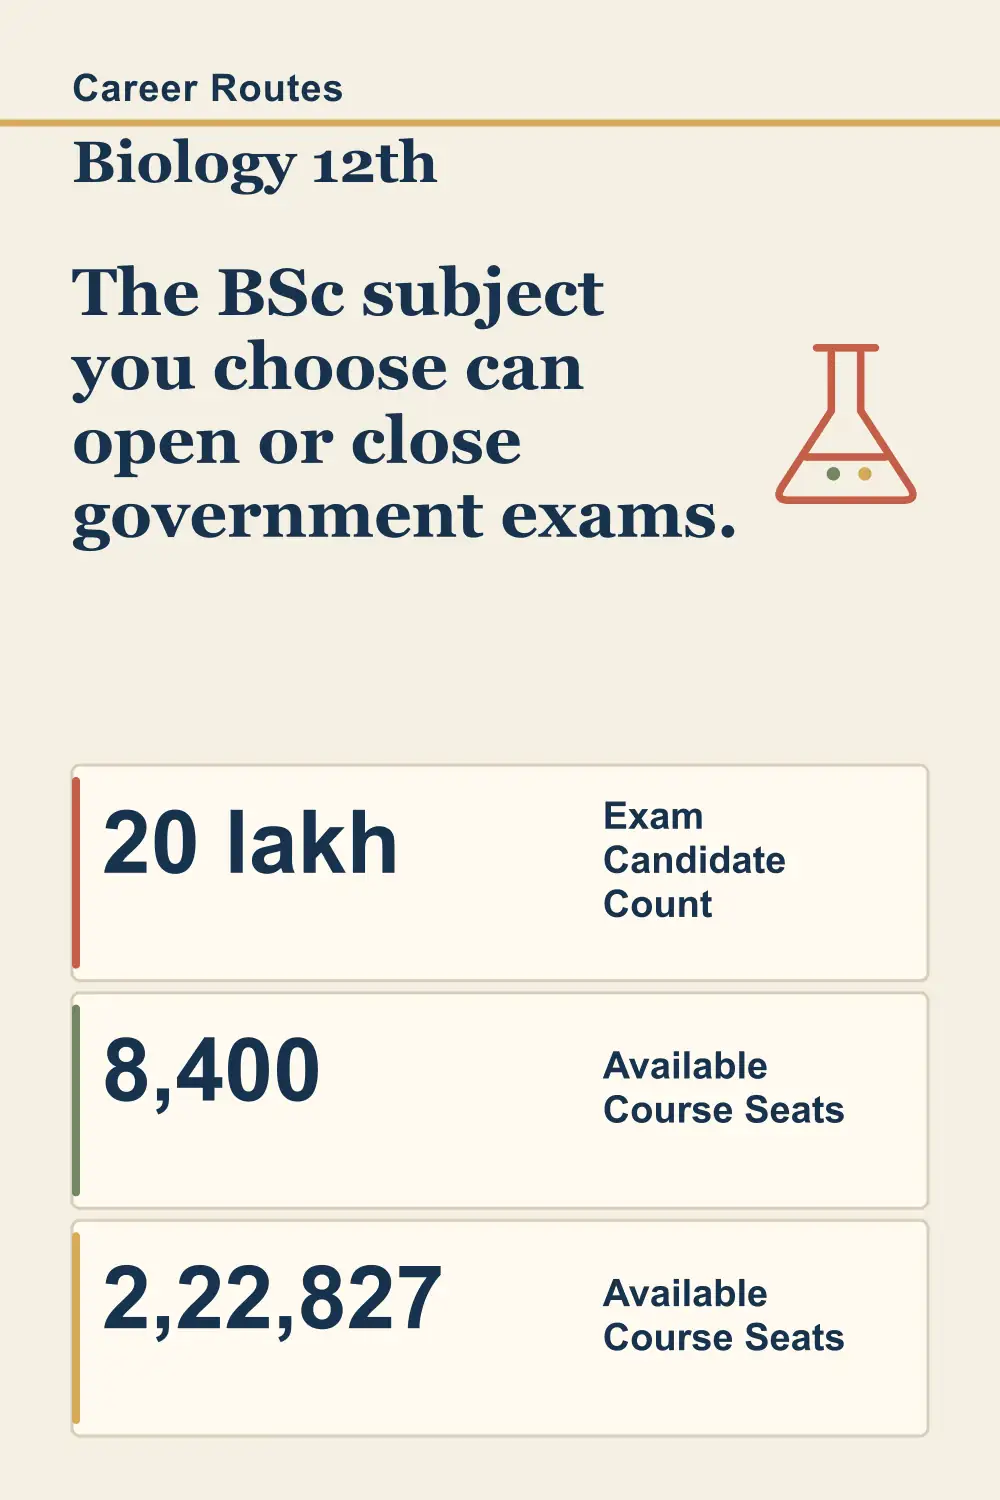 Career Routes
Biology 12th
The BSc subject
you choose can
open or close
government exams.
20 lakh
Exam
Candidate
Count
8,400
Available
Course Seats
2,22,827
Available
Course Seats